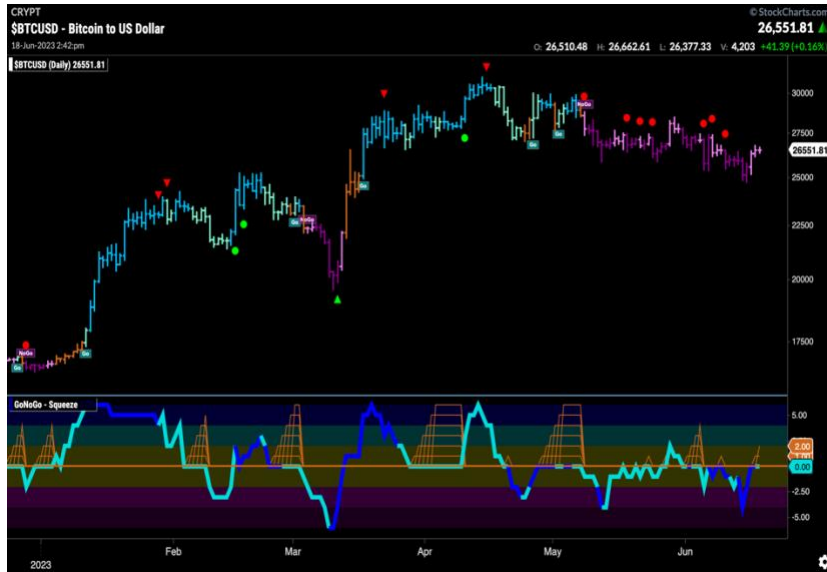 CRYPT
© StockCharts.com
$BTCUSD - Bitcoin to US Dollar
26,551.81
18-Jun-2023 2:42pm
O: 26,510.48 H: 26,662.61 L: 26,377.33 V: 4,203 +41.39 (+0.16%)
$BTCUSD (Daily) 26551.81
30000
NoGo
27500
Go
Go
26551.81
25000
Go
Go
NoGo
22500
20000
17500
NoGo
Go
Go
GoNoGo - Squeeze
5.00
2.00
1.00
0.00
-2.50
-5.00
Feb
Mar
Apr
May
Jun
2023